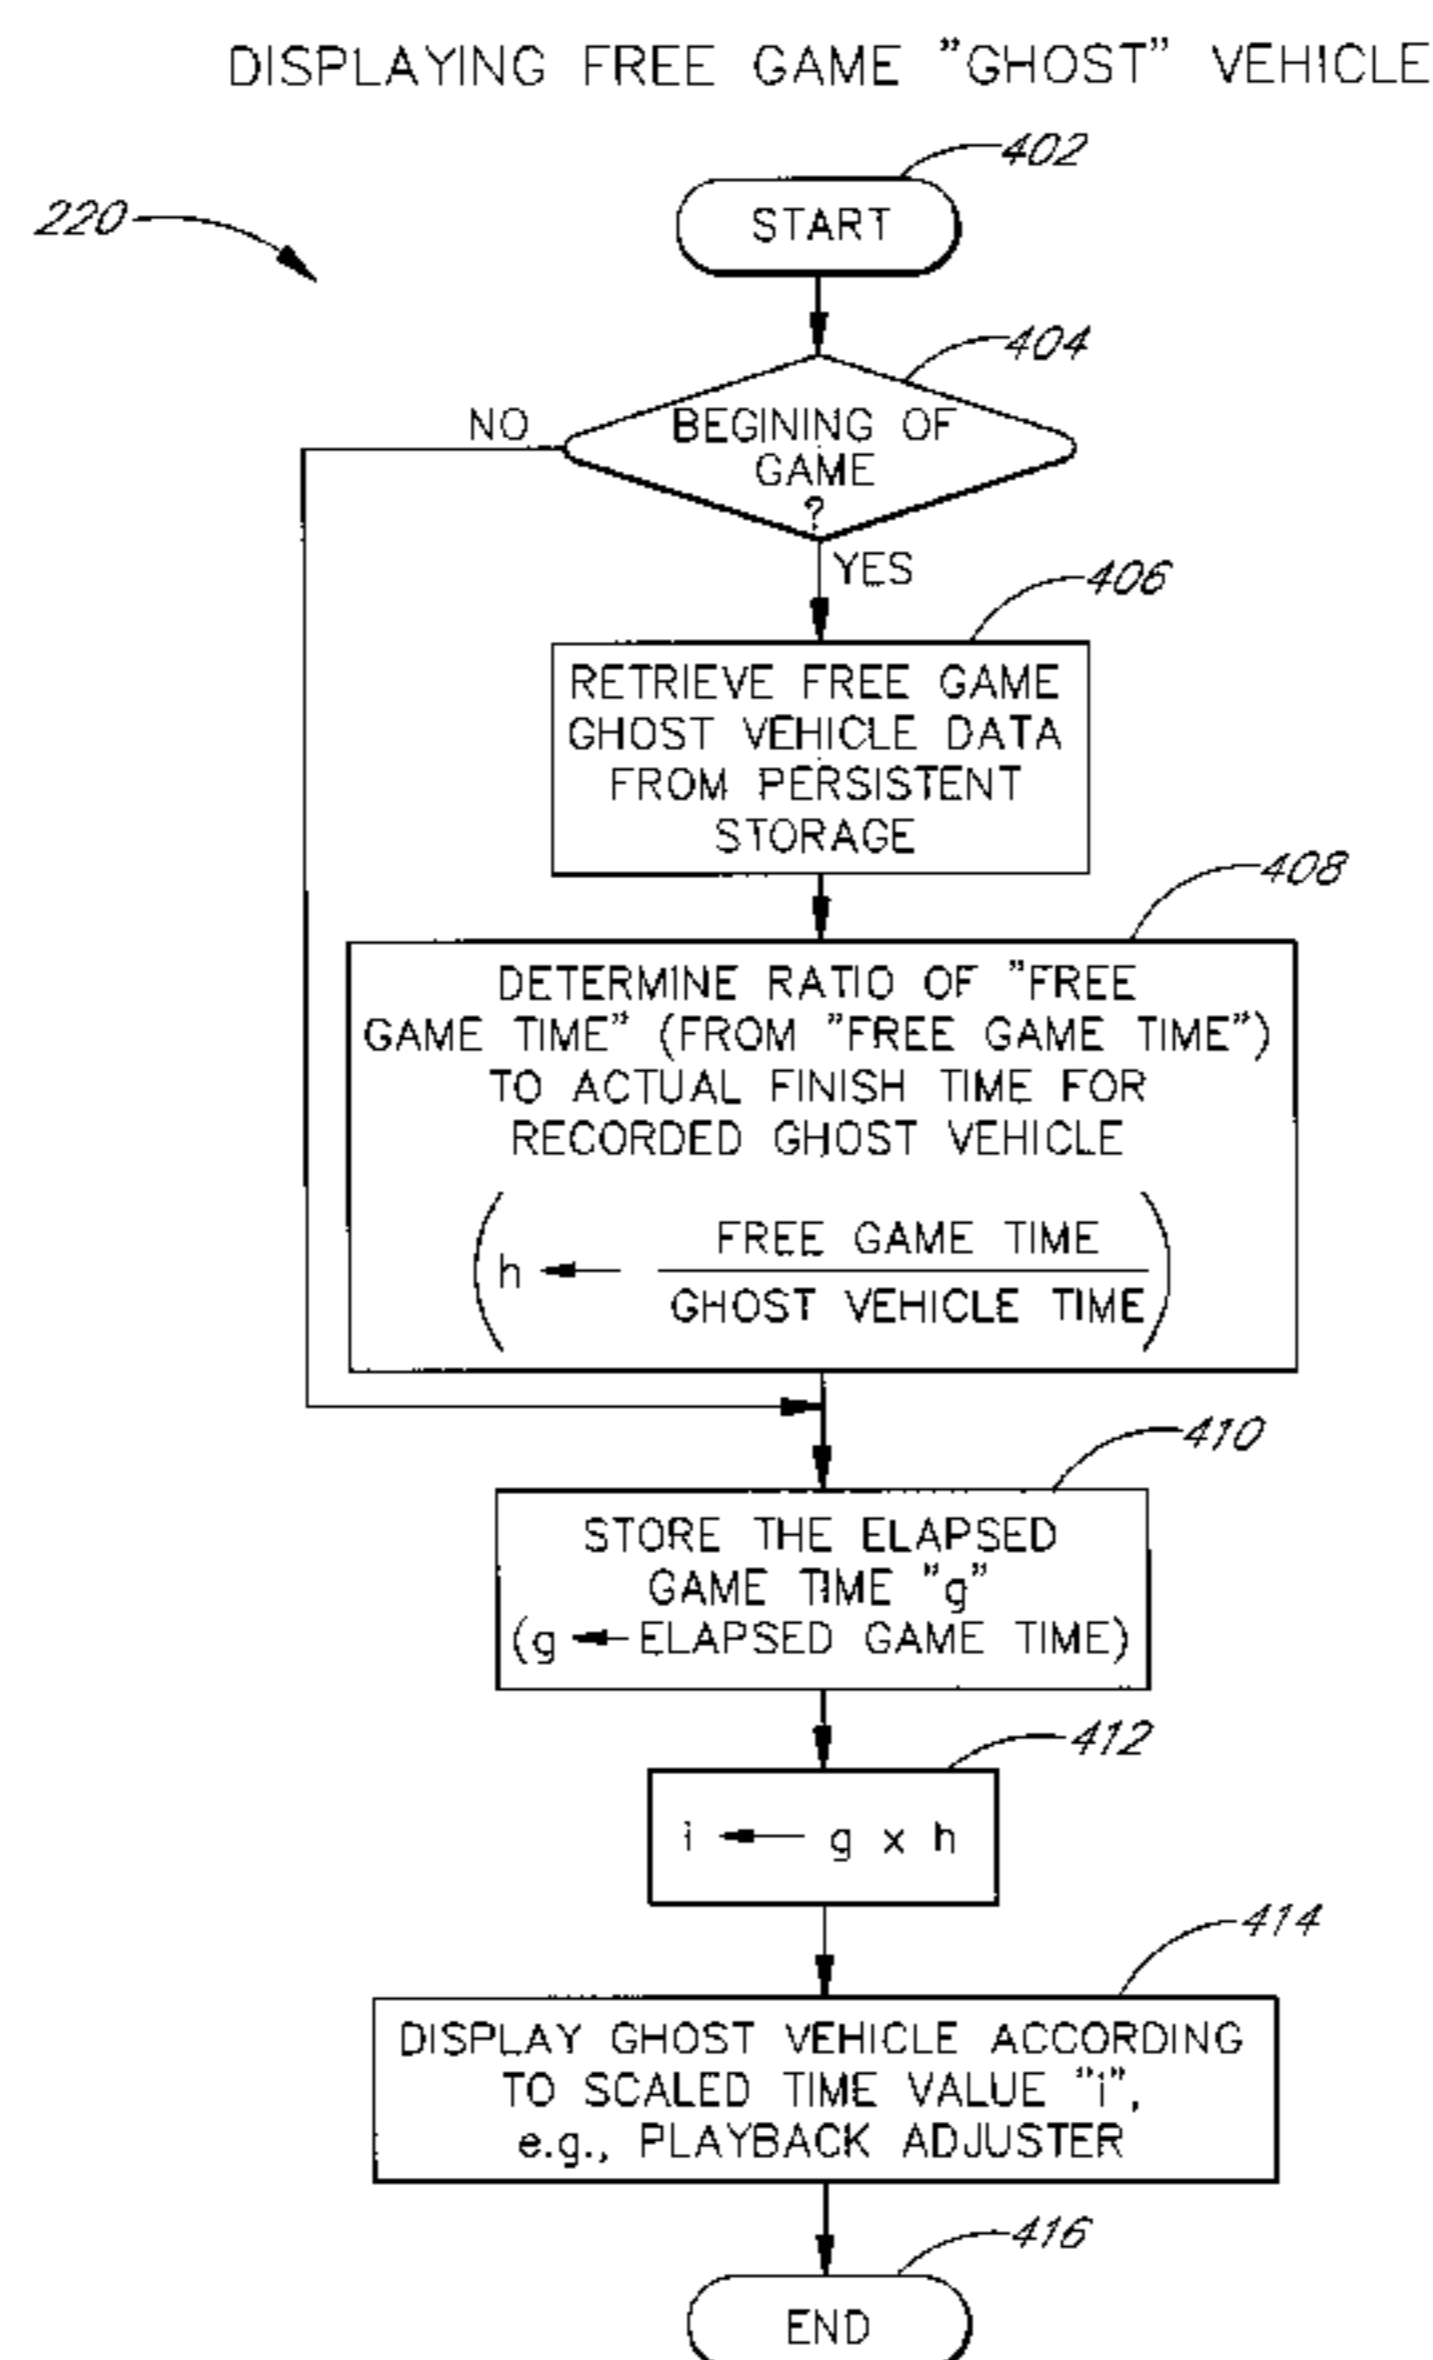 DISPLAYING FREE GAME "GHOST" VEHICLE
402
220
START
404
NO
BEGINING OF
GAME
?
YES
406
RETRIEVE FREE GAME
GHOST VEHICLE DATA
FROM PERSISTENT
STORAGE
408
DETERMINE RATIO OF "FREE
GAME TIME" (FROM "FREE GAME TIME")
TO ACTUAL FINISH TIME FOR
RECORDED GHOST VEHICLE
(h ← FREE GAME TIME
GHOST VEHICLE TIME)
410
STORE THE ELAPSED
GAME TIME "g"
(g ← ELAPSED GAME TIME)
412
i ← g x h
414
DISPLAY GHOST VEHICLE ACCORDING
TO SCALED TIME VALUE "i",
e.g., PLAYBACK ADJUSTER
416
END